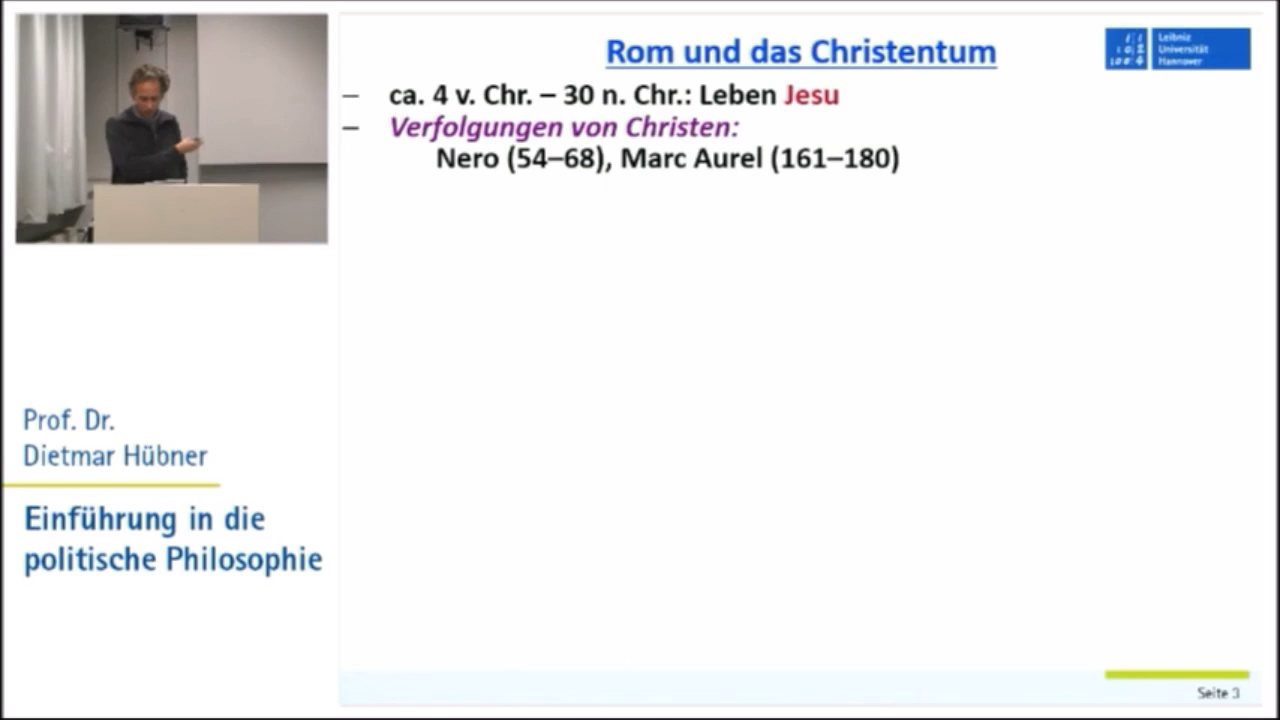 Rom und das Christentum
Leibniz
Universität
Hannover
– ca. 4 v. Chr. – 30 n. Chr.: Leben Jesu
– Verfolgungen von Christen:
Nero (54–68), Marc Aurel (161–180)
Prof. Dr.
Dietmar Hübner
Einführung in die
politische Philosophie
Seite 3